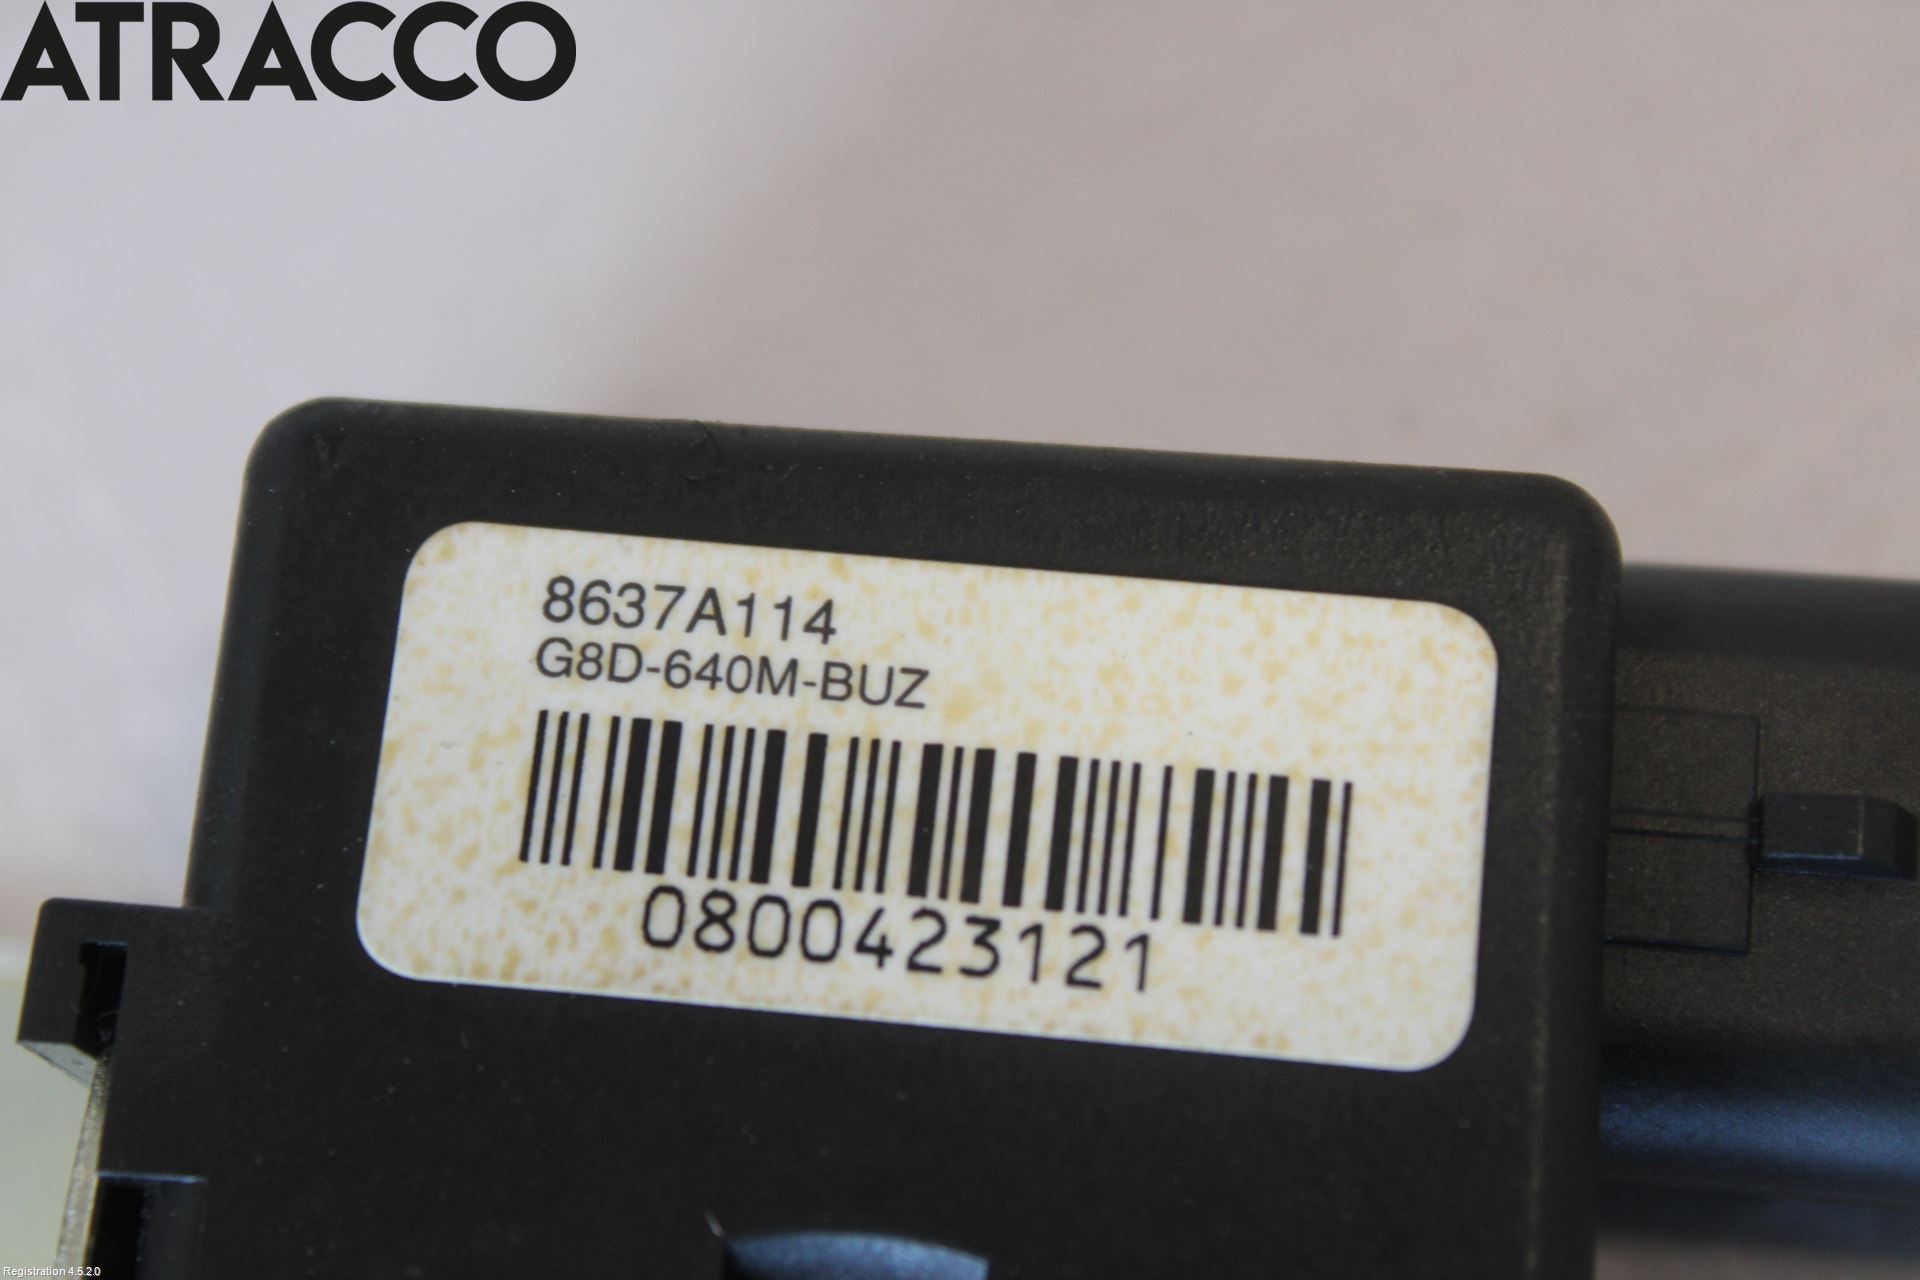 ATRACCO
8637A114
G8D-640M-BUZ
0800423121
Registration 4.5.2.0